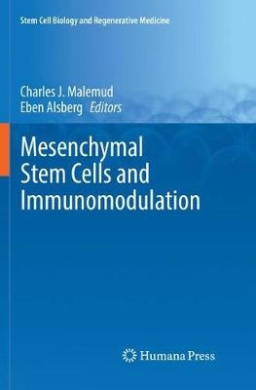 Stem Cell Biology and Regenerative Medicine
Charles J. Malemud
Eben Alsberg Editors
Mesenchymal
Stem Cells and
Immunomodulation
Humana Press